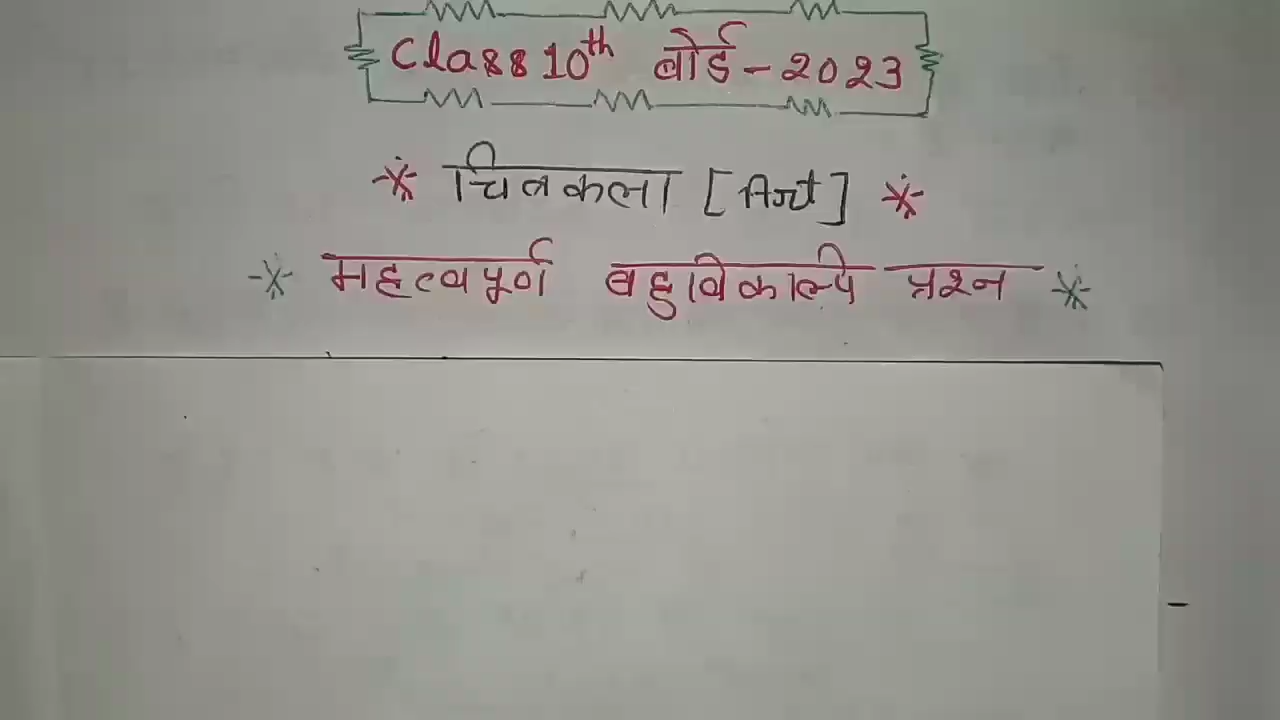 Class 10th बोर्ड - 2023
* चित्रकला [Art] *
* महत्वपूर्ण बहुविकल्पि प्रश्न *